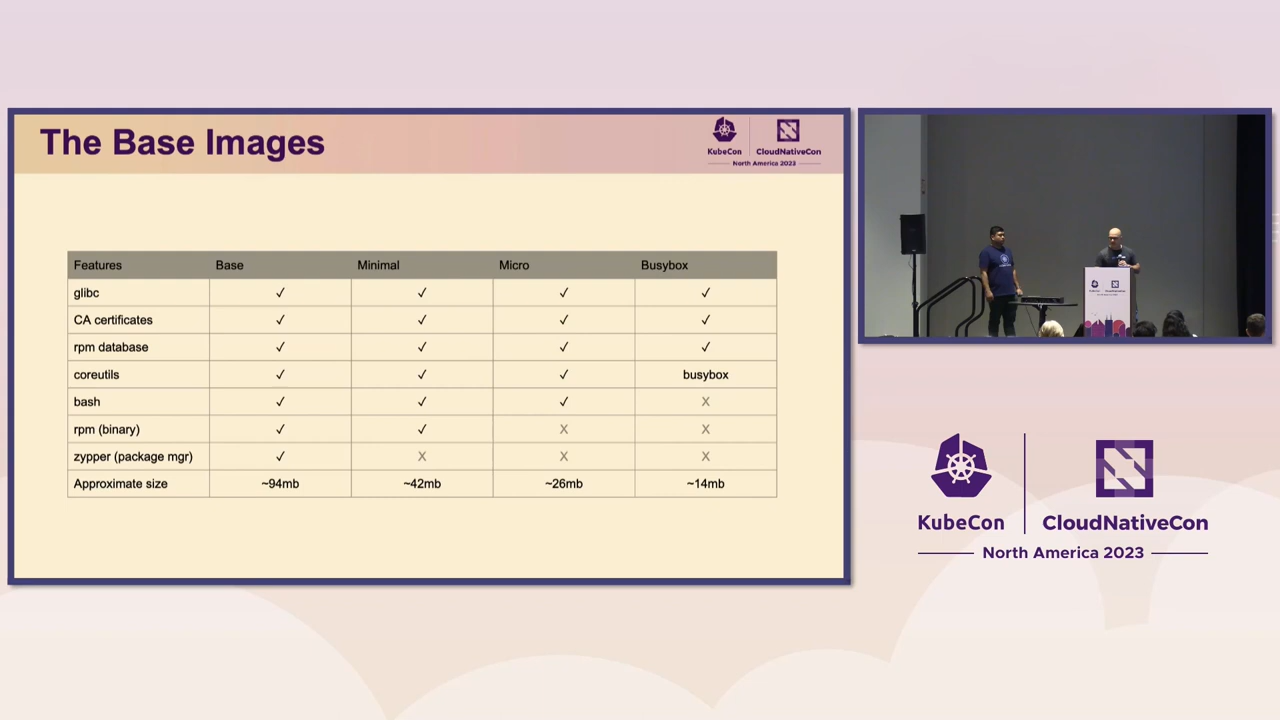 The Base Images
KubeCon
CloudNativeCon
North America 2023
Features Base Minimal Micro Busybox
glibc ✓ ✓ ✓ ✓
CA certificates ✓ ✓ ✓ ✓
rpm database ✓ ✓ ✓ ✓
coreutils ✓ ✓ ✓ busybox
bash ✓ ✓ ✓ X
rpm (binary) ✓ ✓ X X
zypper (package mgr) ✓ X X X
Approximate size ~94mb ~42mb ~26mb ~14mb
KubeCon
CloudNativeCon
North America 2023